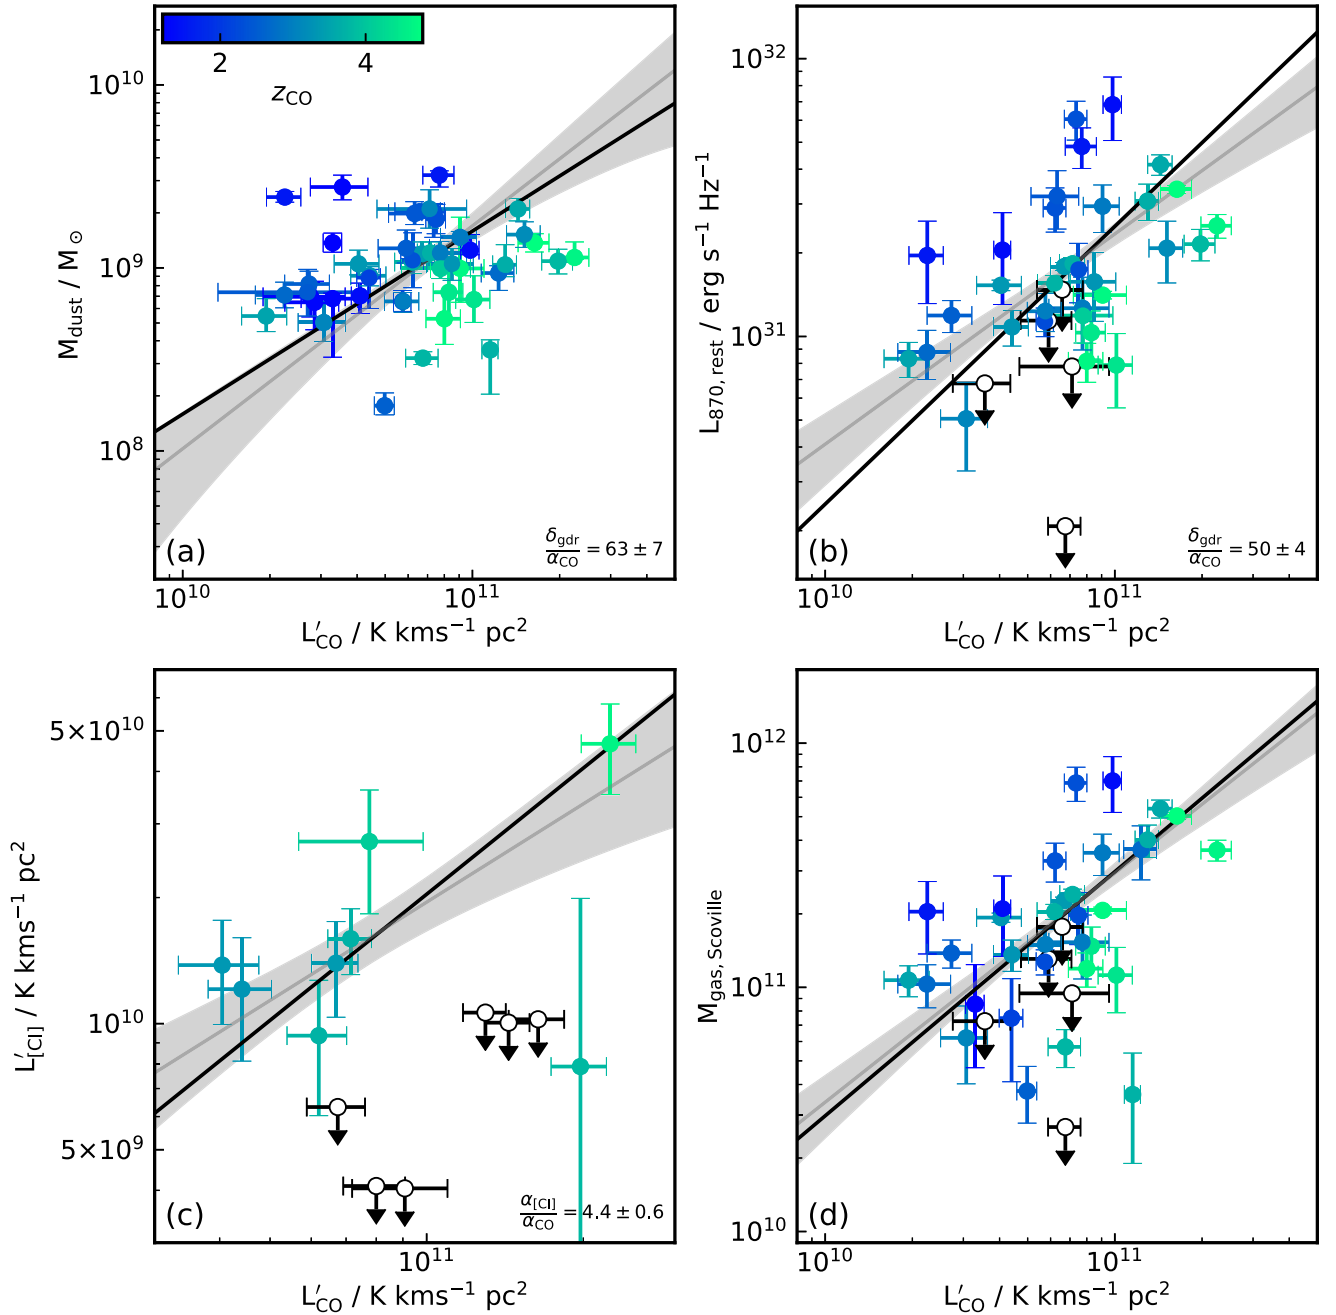 2 4
z_CO
10^10
10^9
10^8
M_dust / M_⊙
(a)
δ_gdr/α_CO = 63 ± 7
10^10 10^11
L′_CO / K kms^−1 pc^2
10^32
10^31
L_870, rest / erg s^−1 Hz^−1
(b)
δ_gdr/α_CO = 50 ± 4
10^10 10^11
L′_CO / K kms^−1 pc^2
5×10^10
10^10
5×10^9
L′_[CI] / K kms^−1 pc^2
(c)
α_[CI]/α_CO = 4.4 ± 0.6
10^11
L′_CO / K kms^−1 pc^2
10^12
10^11
10^10
M_gas, Scoville
(d)
10^10 10^11
L′_CO / K kms^−1 pc^2